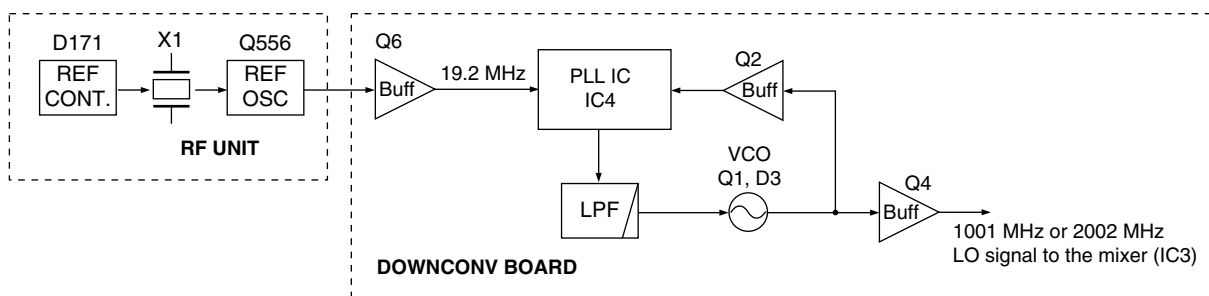 D171
X1
Q556
REF
CONT.
REF
OSC
RF UNIT
Q6
Buff
19.2 MHz
PLL IC
IC4
Q2
Buff
LPF
VCO
Q1, D3
Q4
Buff
1001 MHz or 2002 MHz
LO signal to the mixer (IC3)
DOWNCONV BOARD